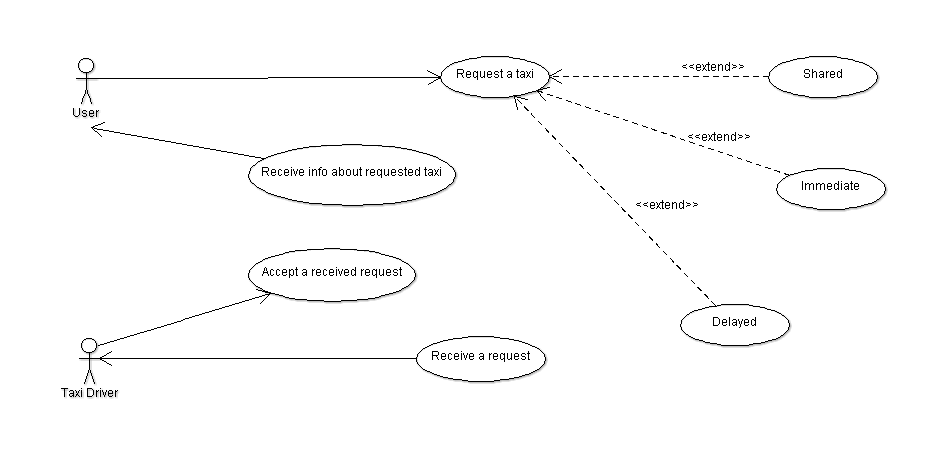 Request a taxi
<<extend>>
Shared
User
<<extend>>
Receive info about requested taxi
Immediate
<<extend>>
Accept a received request
Delayed
Receive a request
Taxi Driver